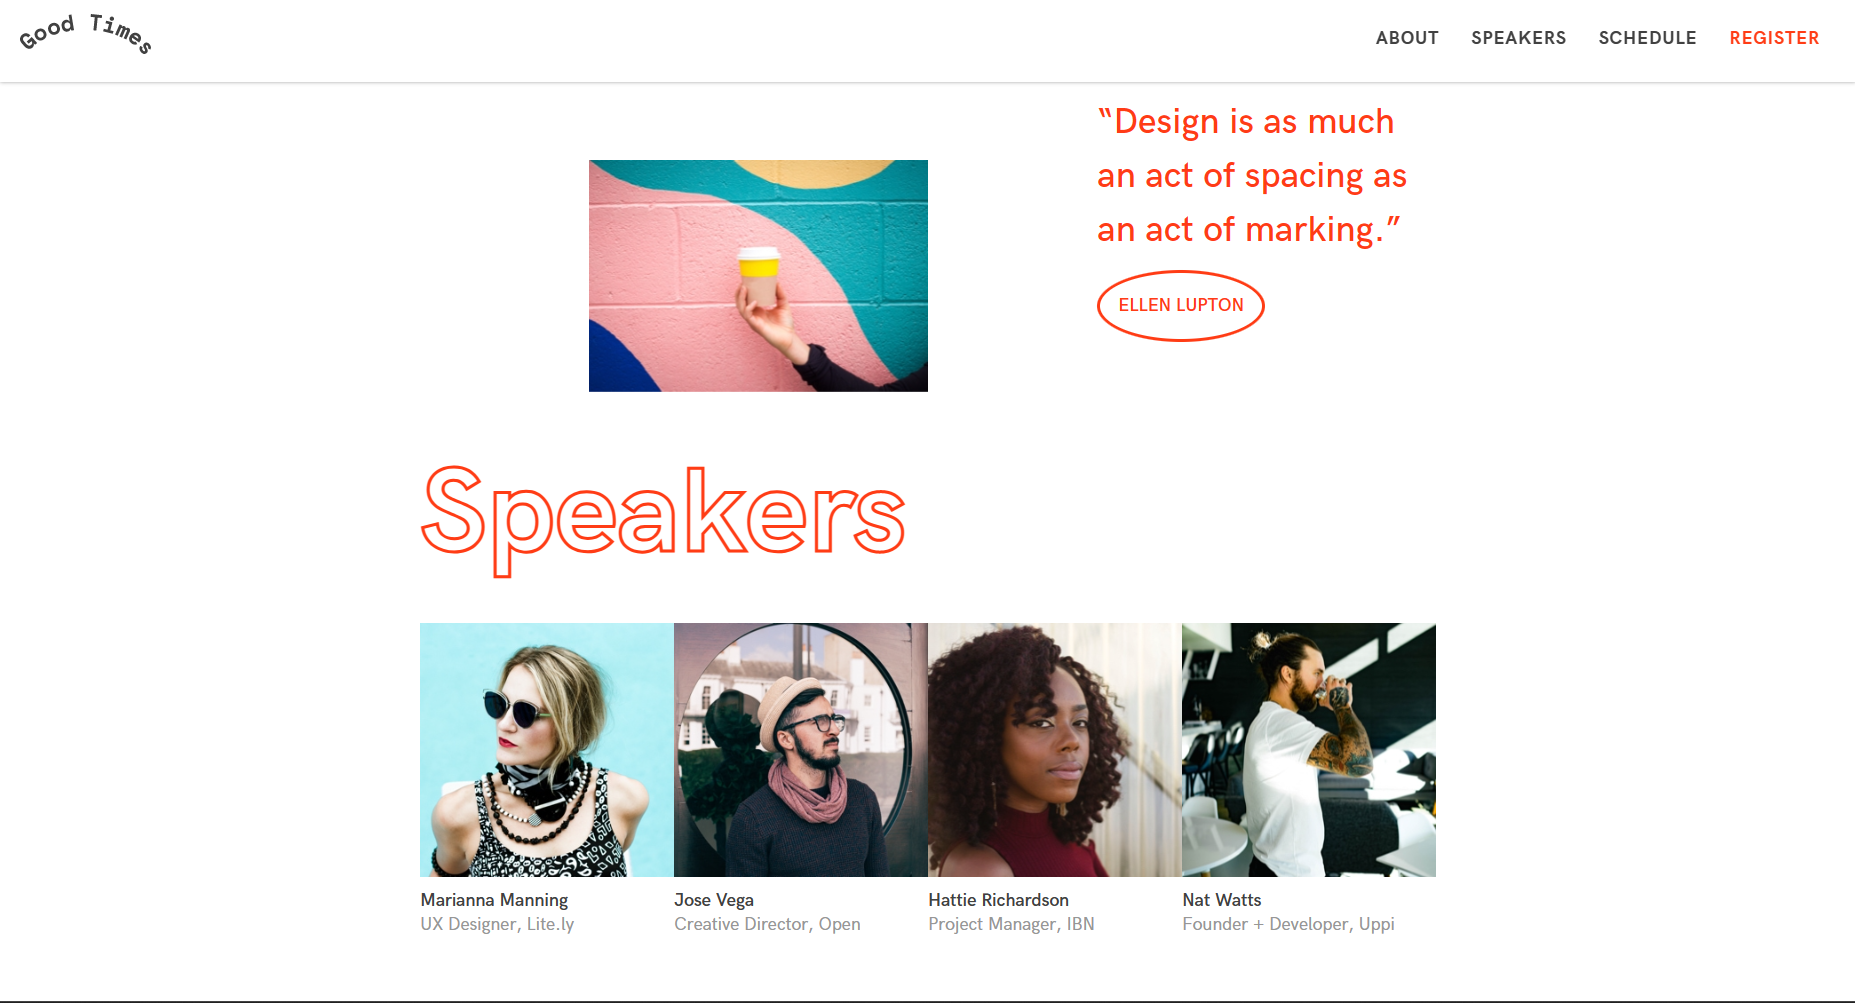 Good Times
ABOUT SPEAKERS SCHEDULE REGISTER
“Design is as much
an act of spacing as
an act of marking.”
ELLEN LUPTON
Speakers
Marianna Manning
UX Designer, Lite.ly
Jose Vega
Creative Director, Open
Hattie Richardson
Project Manager, IBN
Nat Watts
Founder + Developer, Uppi